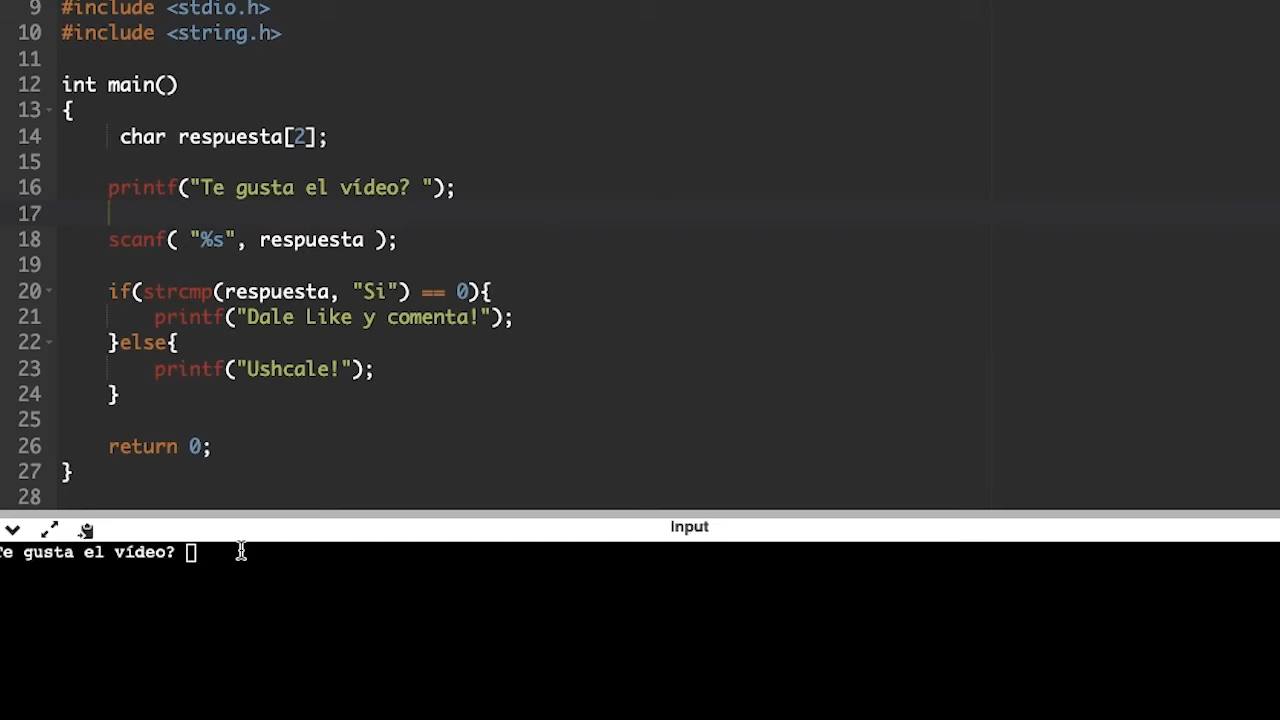 9 #include <stdio.h>
10 #include <string.h>
11
12 int main()
13 {
14 char respuesta[2];
15
16 printf("Te gusta el vídeo? ");
17
18 scanf( "%s", respuesta );
19
20 if(strcmp(respuesta, "Si") == 0){
21 printf("Dale Like y comenta!");
22 }else{
23 printf("Ushcale!");
24 }
25
26 return 0;
27 }
28
Input
Te gusta el vídeo?